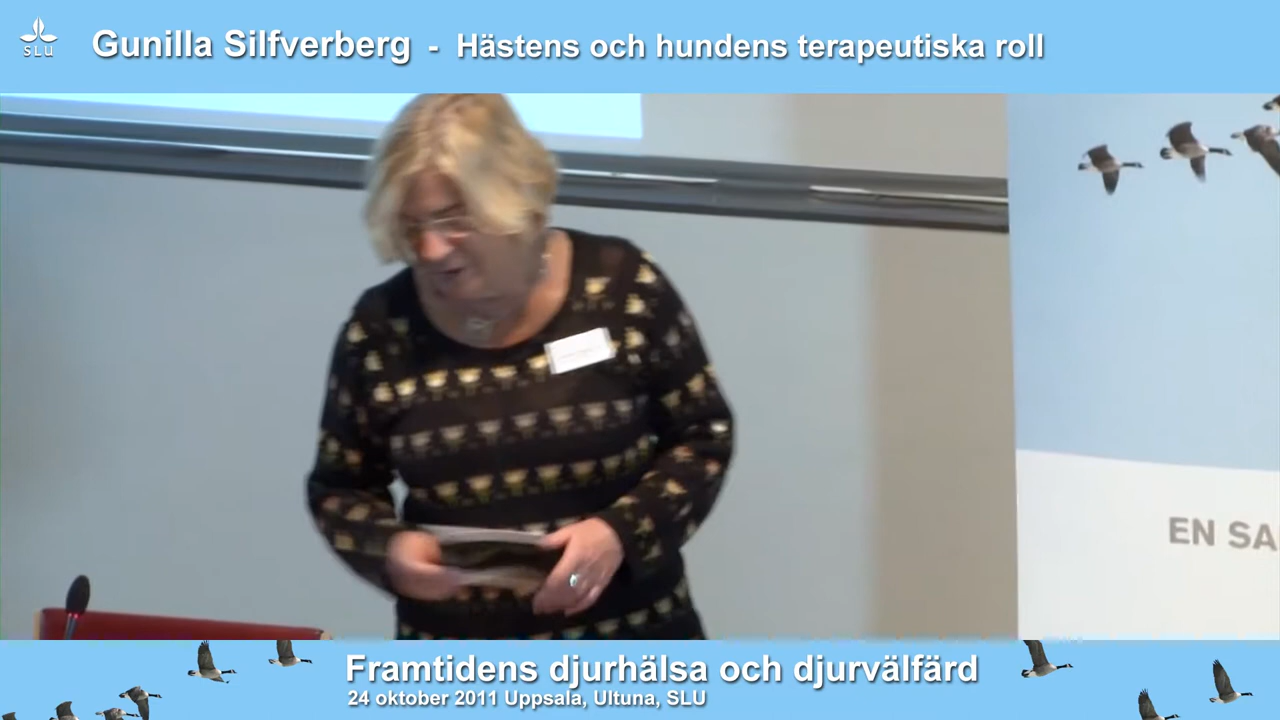 SLU
Gunilla Silfverberg - Hästens och hundens terapeutiska roll
EN SA
Framtidens djurhälsa och djurvälfärd
24 oktober 2011 Uppsala, Ultuna, SLU